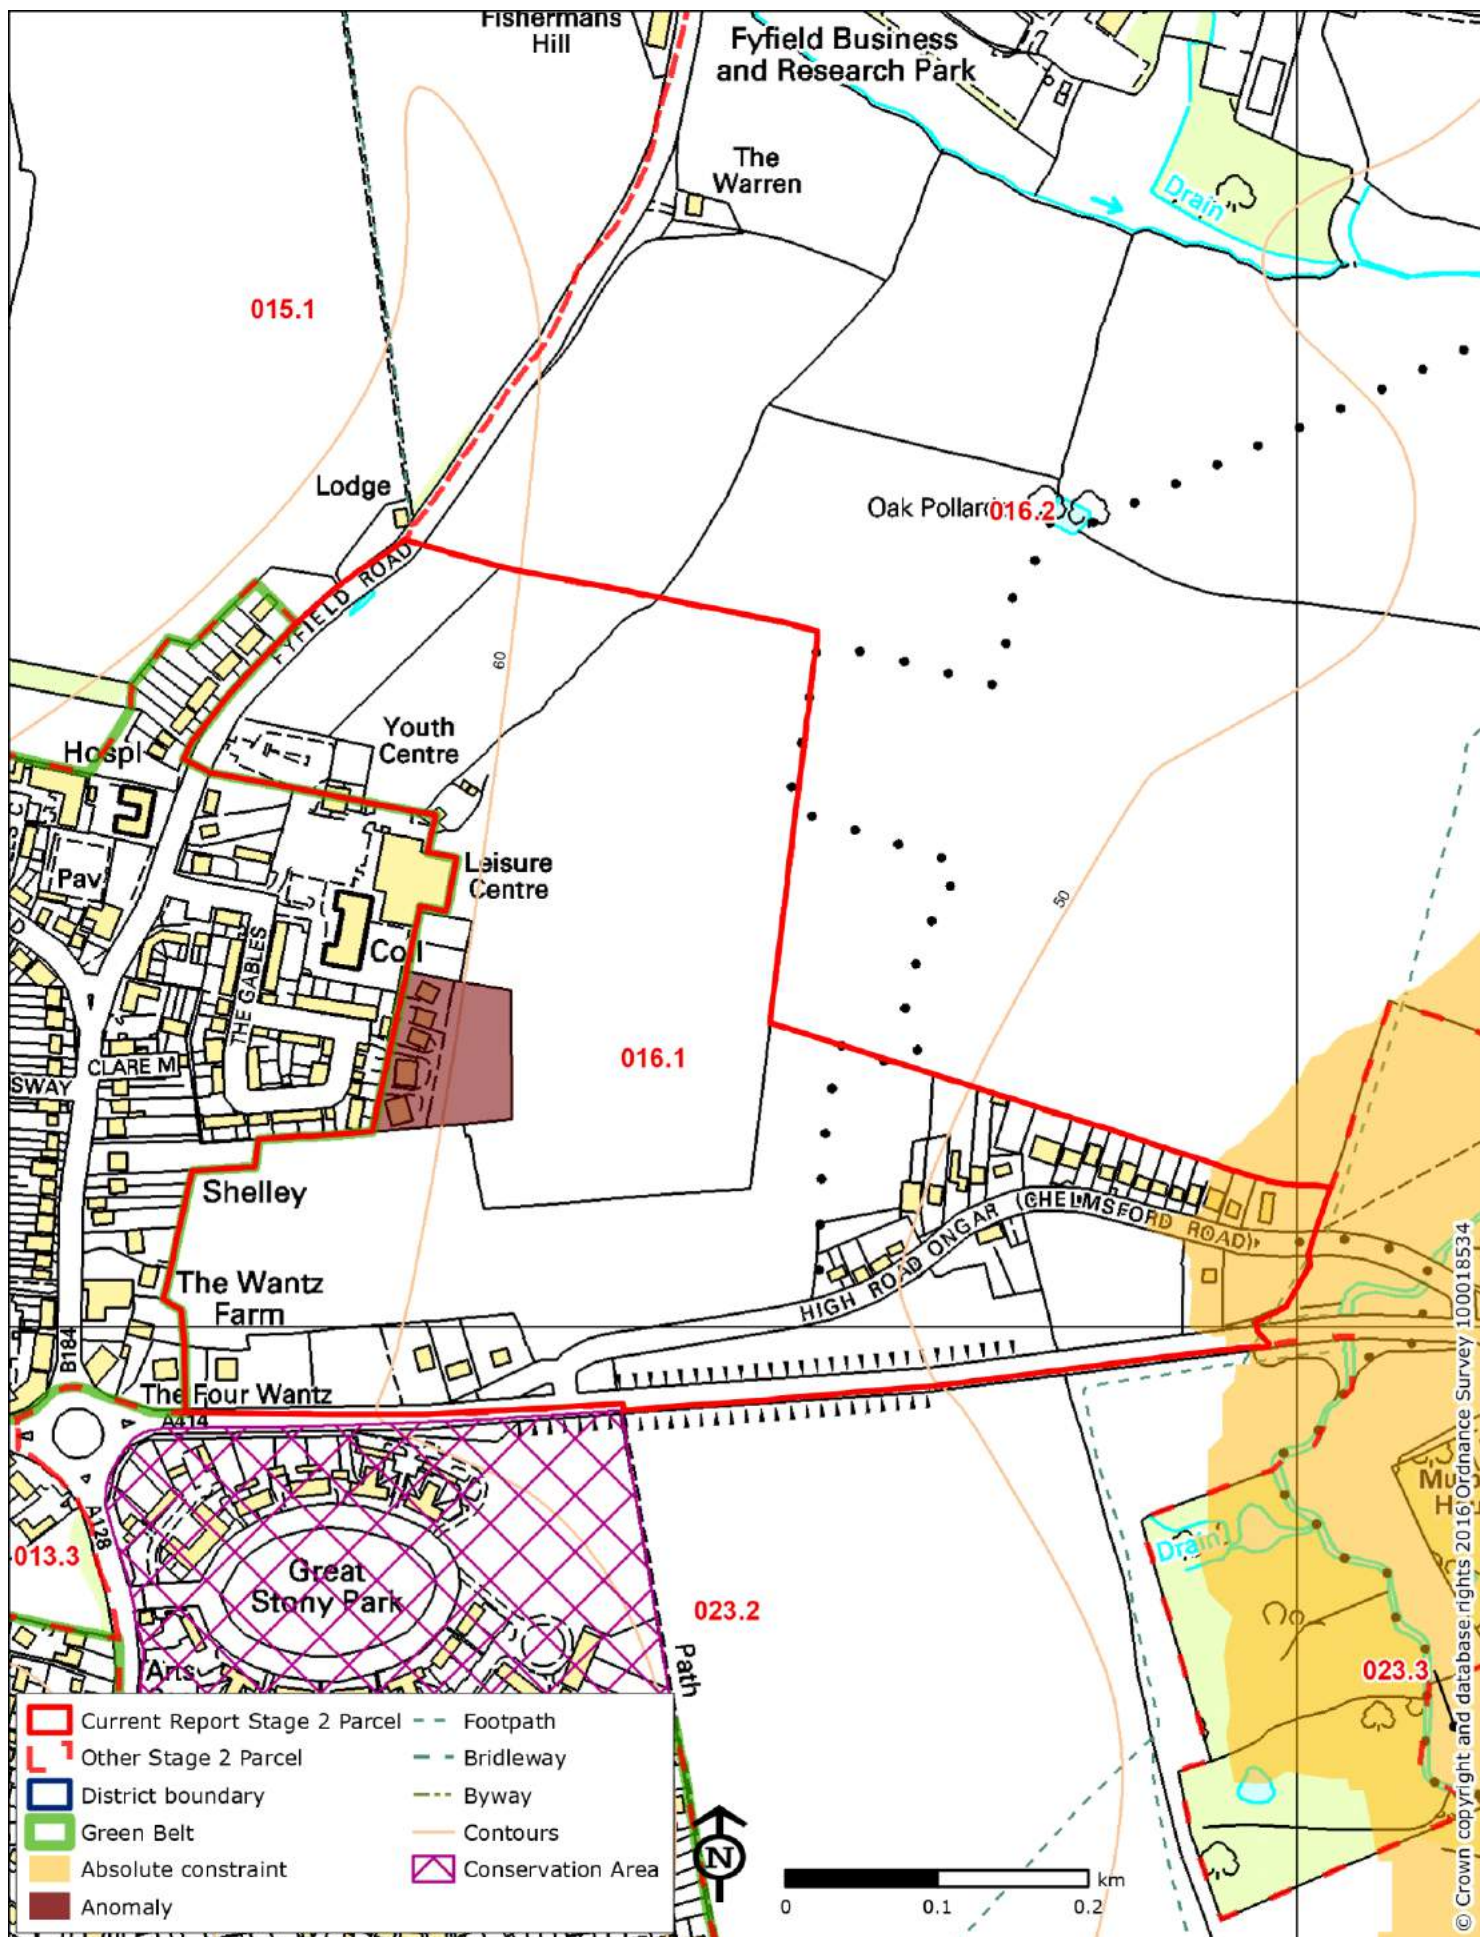 Fishermans
Hill
Fyfield Business
and Research Park
The
Warren
Drain
015.1
Lodge
Oak Pollard
016.2
FYFIELD ROAD
60
Youth
Centre
Hospl
Leisure
Centre
Pav
50
THE GABLES
016.1
CLARE M
SWAY
Shelley
HIGH ROAD ONGAR (CHELMSFORD ROAD)
The Wantz
Farm
B184
The Four Wantz
A414
A128
013.3
Great
Stony Park
Drain
023.2
Arts
Path
023.3
Current Report Stage 2 Parcel
Other Stage 2 Parcel
District boundary
Green Belt
Absolute constraint
Anomaly
Footpath
Bridleway
Byway
Contours
Conservation Area
N
km
0 0.1 0.2
© Crown copyright and database rights 2016 Ordnance Survey 100018534